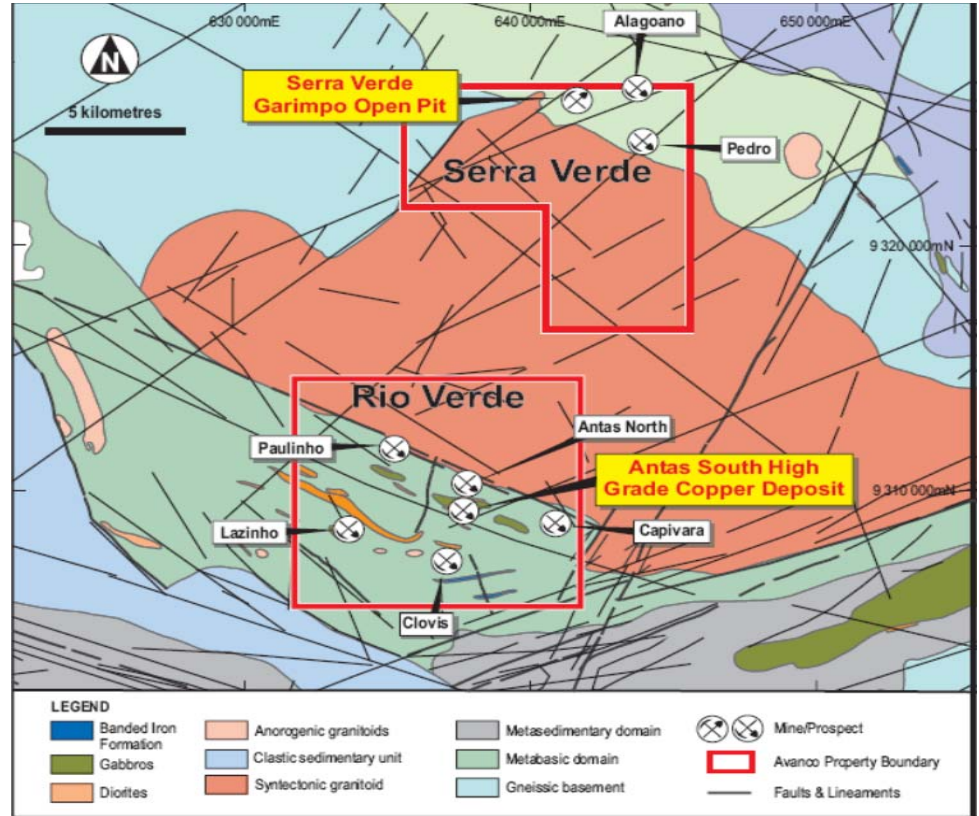 630 000mE
640 000mE
650 000mE
Alagoano
N
Serra Verde
Garimpo Open Pit
5 kilometres
Pedro
Serra Verde
9 320 000mN
Rio Verde
Antas North
Paulinho
Antas South High
Grade Copper Deposit
9 310 000mN
Lazinho
Capivara
Clovis
LEGEND
Banded Iron
Formation
Gabbros
Diorites
Anorogenic granitoids
Clastic sedimentary unit
Syntectonic granitoid
Metasedimentary domain
Metabasic domain
Gneissic basement
Mine/Prospect
Avanco Property Boundary
Faults & Lineaments